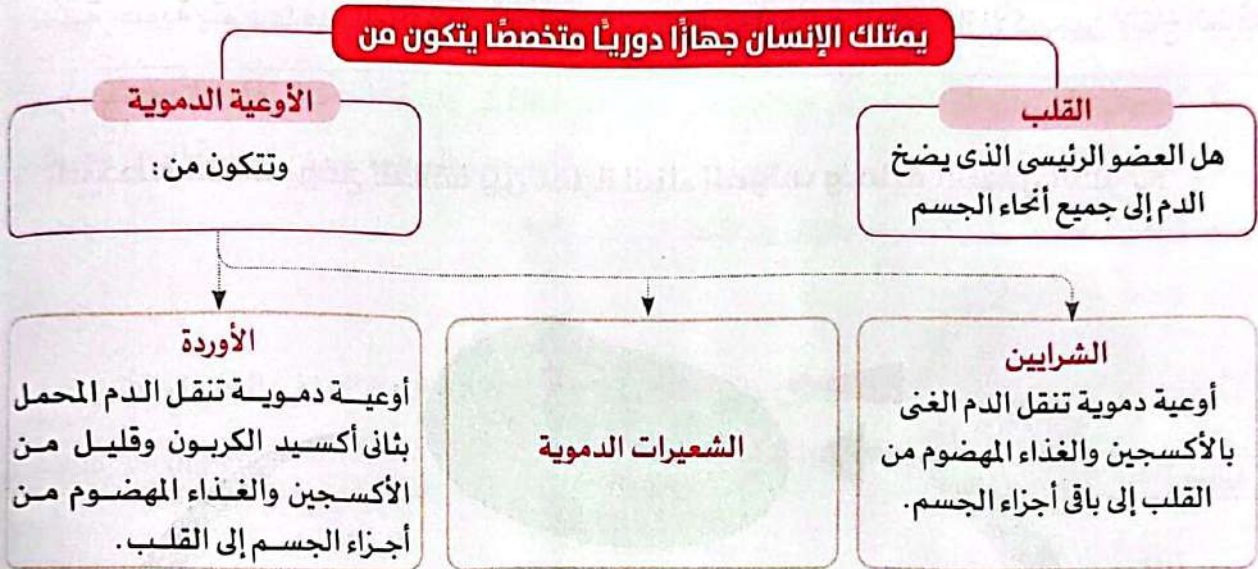 يمتلك الإنسان جهازًا دوريًا متخصصًا يتكون من
القلب
هل العضو الرئيسى الذى يضخ
الدم إلى جميع أنحاء الجسم
الأوعية الدموية
وتتكون من:
الشرايين
أوعية دموية تنقل الدم الغنى
بالأكسجين والغذاء المهضوم من
القلب إلى باقى أجزاء الجسم.
الشعيرات الدموية
الأوردة
أوعية دموية تنقل الدم المحمل
بثانى أكسيد الكربون وقليل من
الأكسجين والغذاء المهضوم من
أجزاء الجسم إلى القلب.